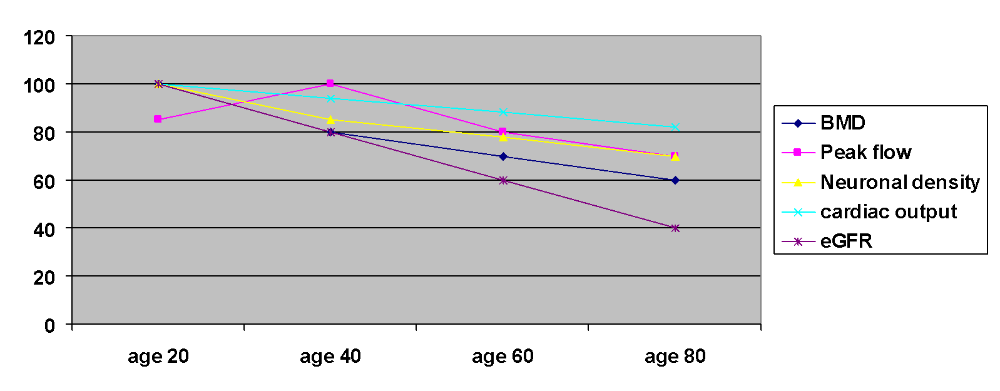 120
100
80
60
40
20
0
age 20
age 40
age 60
age 80
BMD
Peak flow
Neuronal density
cardiac output
eGFR